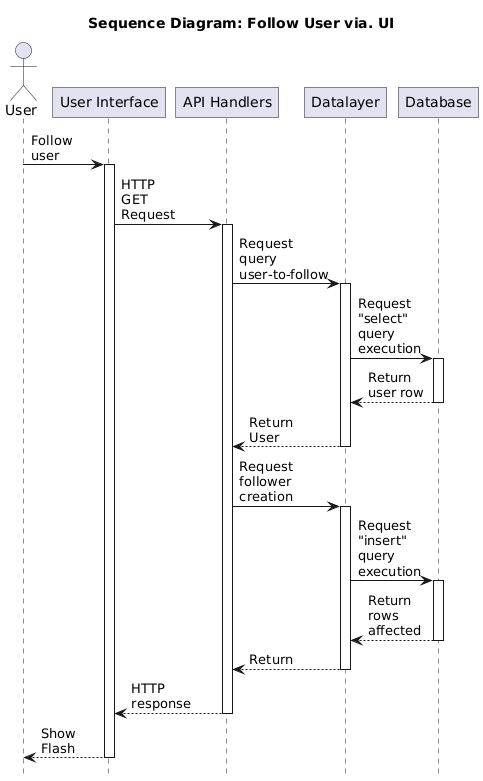 Sequence Diagram: Follow User via. UI
User
User Interface
API Handlers
Datalayer
Database
Follow
user
HTTP
GET
Request
Request
query
user-to-follow
Request
"select"
query
execution
Return
user row
Return
User
Request
follower
creation
Request
"insert"
query
execution
Return
rows
affected
Return
HTTP
response
Show
Flash